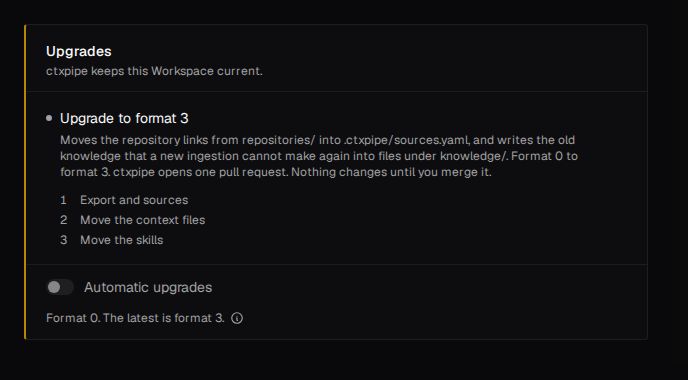 Upgrades
ctxpipe keeps this Workspace current.
Upgrade to format 3
Moves the repository links from repositories/ into .ctxpipe/sources.yaml, and writes the old
knowledge that a new ingestion cannot make again into files under knowledge/. Format 0 to
format 3. ctxpipe opens one pull request. Nothing changes until you merge it.
1 Export and sources
2 Move the context files
3 Move the skills
Automatic upgrades
Format 0. The latest is format 3.